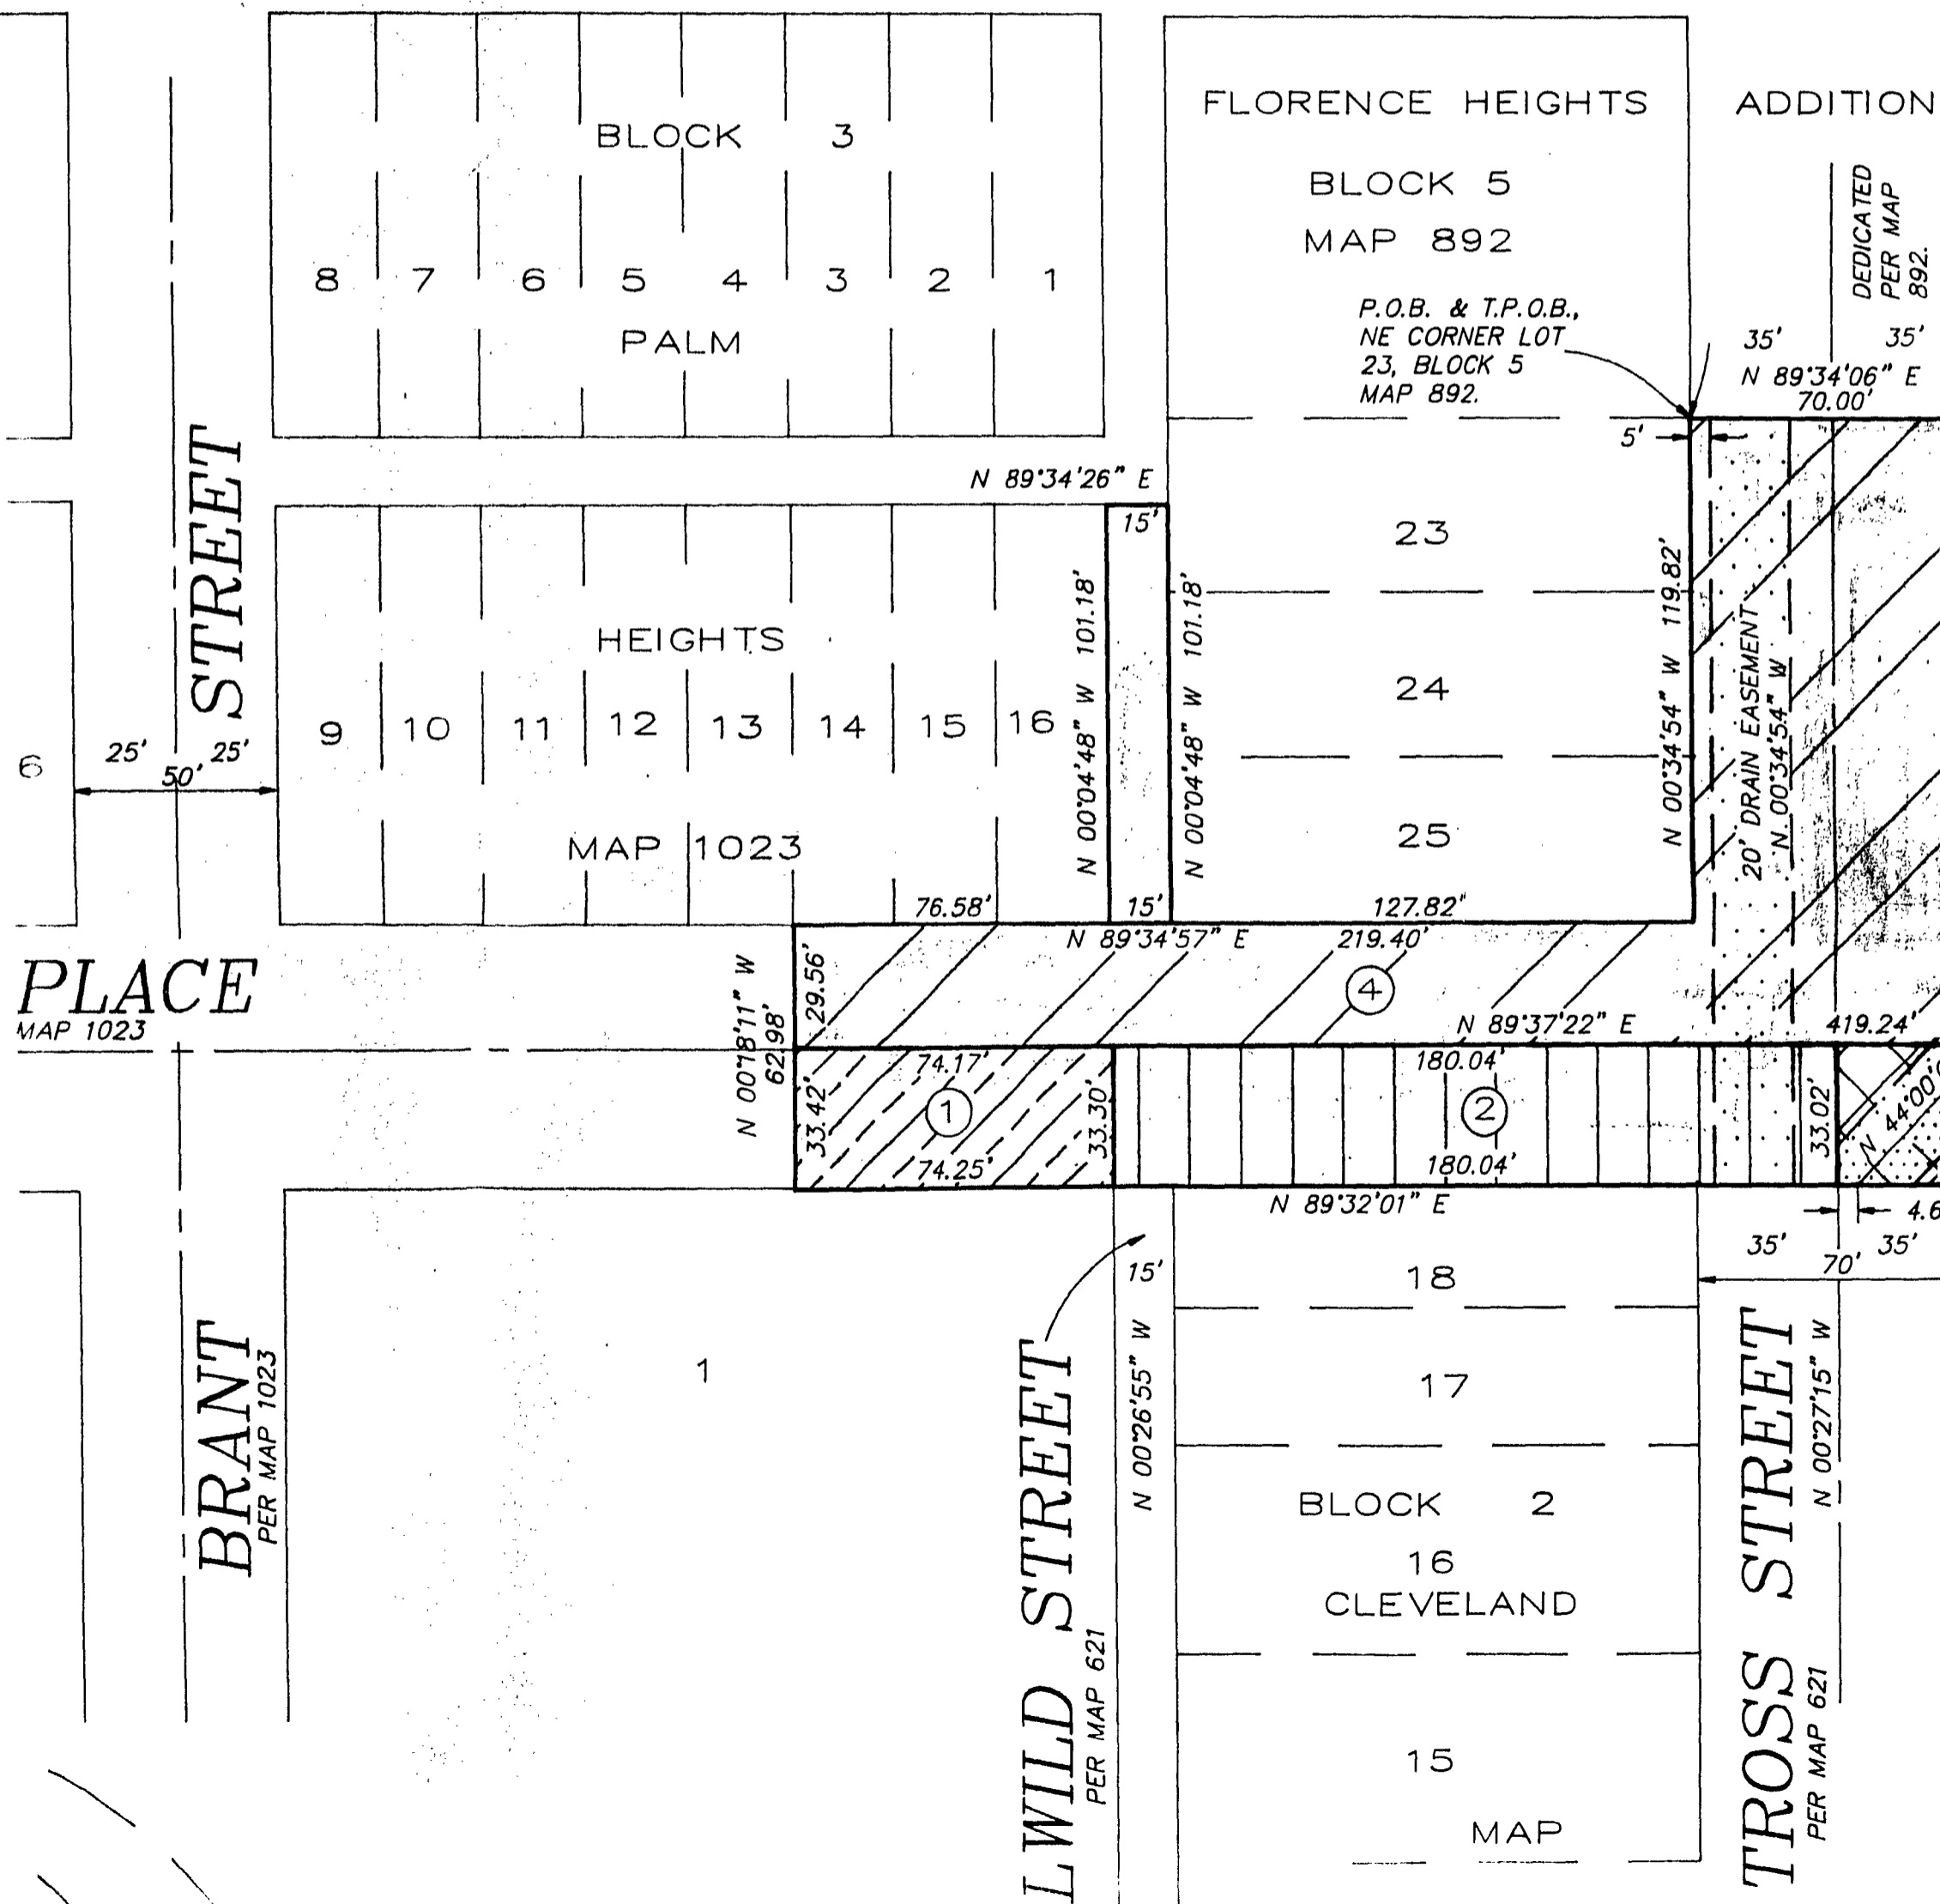 BLOCK 3
8 7 6 5 4 3 2 1
PALM
FLORENCE HEIGHTS ADDITION
BLOCK 5
MAP 892
P.O.B. & T.P.O.B.,
NE CORNER LOT
23, BLOCK 5
MAP 892.
DEDICATED
PER MAP
892.
35' 35'
N 89°34'06" E
70.00'
5'
STREET
N 89°34'26" E
15'
23
24
25
N 00°04'48" W 101.18'
N 00°04'48" W 101.18'
N 00°34'54" W 119.82'
20' DRAIN EASEMENT
N 00°34'54" W
HEIGHTS
9 10 11 12 13 14 15 16
6
25' 25'
50'
MAP 1023
76.58' 15' 127.82"
N 89°34'57" E 219.40'
PLACE
MAP 1023
N 00°18'11" W
62.98'
29.56'
4
N 89°37'22" E 419.24'
74.17'
180.04'
33.42'
1
33.30'
2
33.02'
N 44°00'
74.25'
180.04'
N 89°32'01" E
4.6
35' 35'
70'
15'
18
17
BLOCK 2
16
CLEVELAND
15
MAP
1
BRANT
PER MAP 1023
LWILD STREET
PER MAP 621
N 00°26'55" W
TROSS STREET
PER MAP 621
N 00°27'15" W